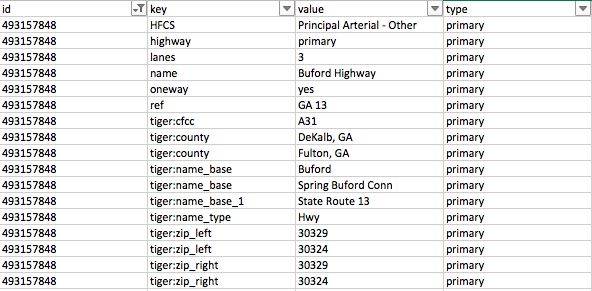 id key value type
493157848 HFCS Principal Arterial - Other primary
493157848 highway primary primary
493157848 lanes 3 primary
493157848 name Buford Highway primary
493157848 oneway yes primary
493157848 ref GA 13 primary
493157848 tiger:cfcc A31 primary
493157848 tiger:county DeKalb, GA primary
493157848 tiger:county Fulton, GA primary
493157848 tiger:name_base Buford primary
493157848 tiger:name_base Spring Buford Conn primary
493157848 tiger:name_base_1 State Route 13 primary
493157848 tiger:name_type Hwy primary
493157848 tiger:zip_left 30329 primary
493157848 tiger:zip_left 30324 primary
493157848 tiger:zip_right 30329 primary
493157848 tiger:zip_right 30324 primary